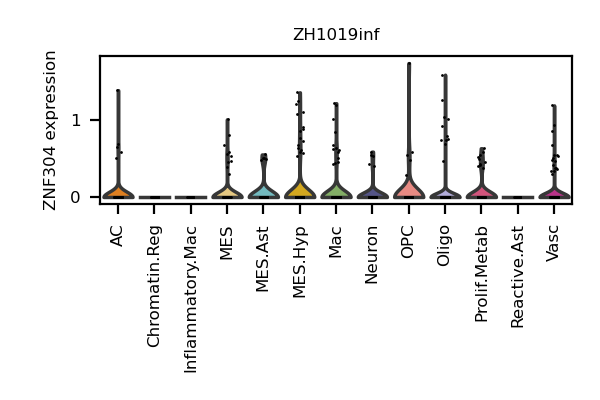 ZH1019inf
ZNF304 expression
1
0
AC
Chromatin.Reg
Inflammatory.Mac
MES
MES.Ast
MES.Hyp
Mac
Neuron
OPC
Oligo
Prolif.Metab
Reactive.Ast
Vasc